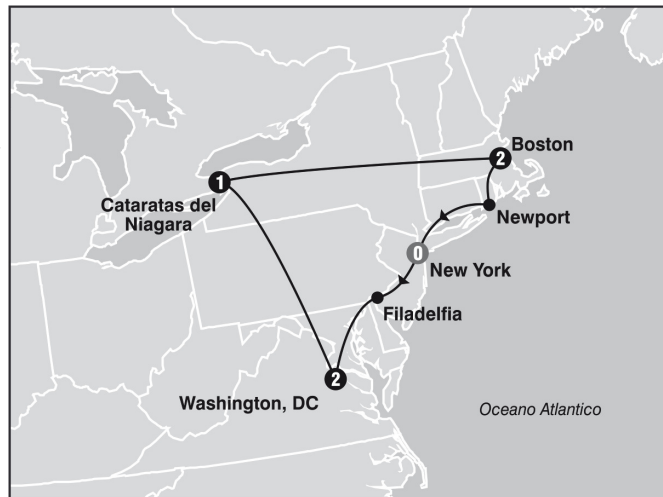 2
Boston
1
Cataratas del
Niagara
Newport
0
New York
Filadelfia
2
Washington, DC
Oceano Atlantico